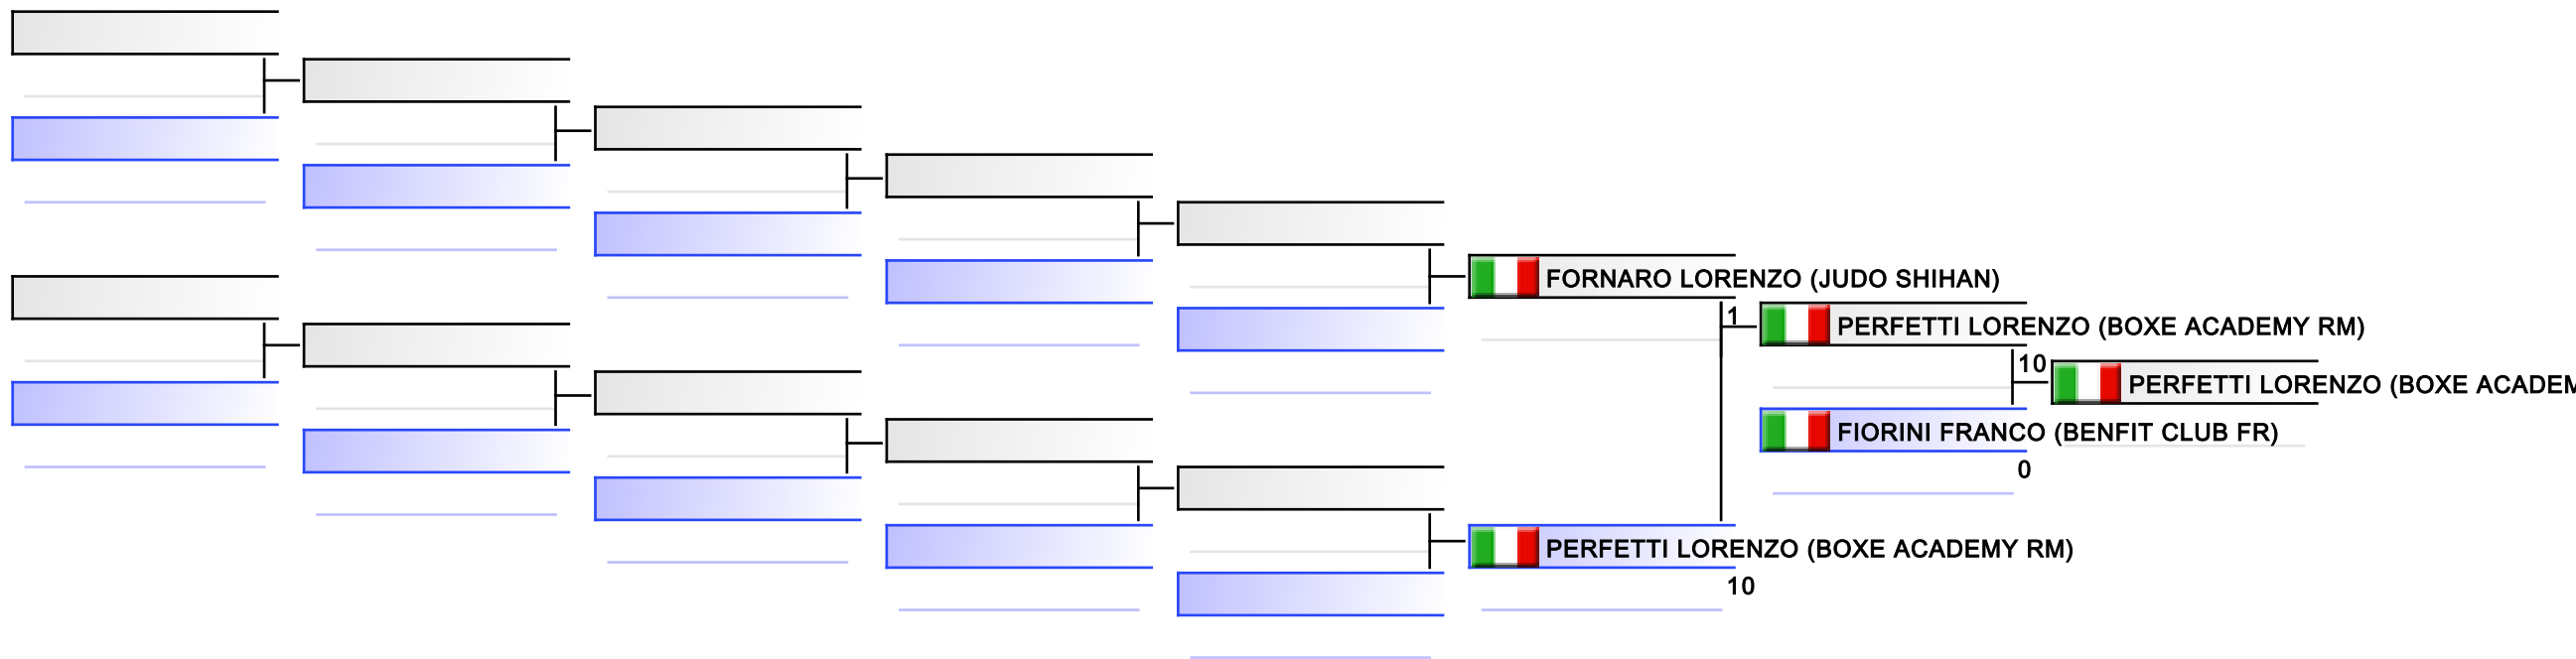 FORNARO LORENZO (JUDO SHIHAN)
1
PERFETTI LORENZO (BOXE ACADEMY RM)
10
PERFETTI LORENZO (BOXE ACADEM
FIORINI FRANCO (BENFIT CLUB FR)
0
PERFETTI LORENZO (BOXE ACADEMY RM)
10